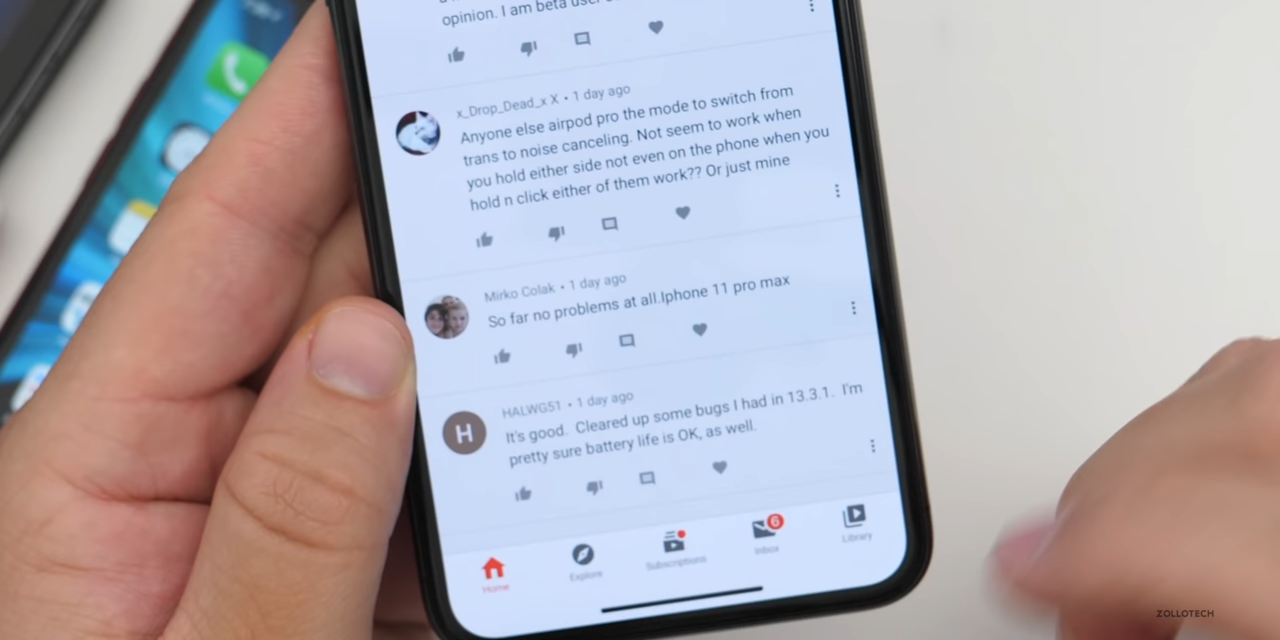 opinion. I am beta user
x_Drop_Dead_x X • 1 day ago
Anyone else airpod pro the mode to switch from
trans to noise canceling. Not seem to work when
you hold either side not even on the phone when you
hold n click either of them work?? Or just mine
Mirko Colak • 1 day ago
So far no problems at all.Iphone 11 pro max
H
HALWG51 • 1 day ago
It's good.  Cleared up some bugs I had in 13.3.1.  I'm
pretty sure battery life is OK, as well.
6
Home
Explore
Subscriptions
Inbox
Library
ZOLLOTECH